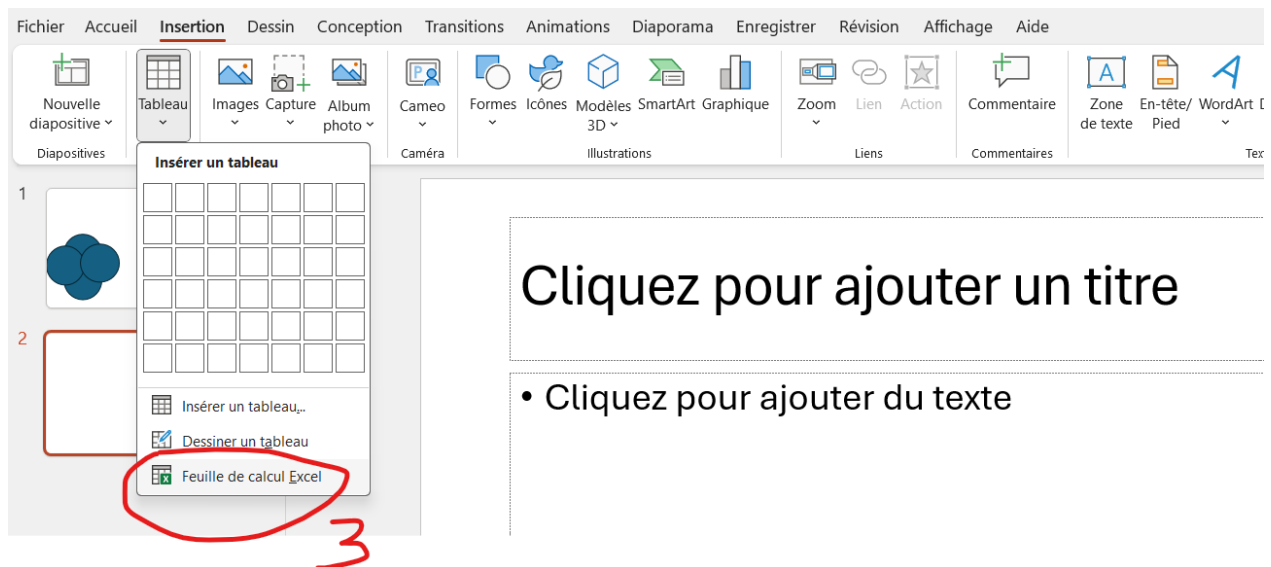 Fichier Accueil Insertion Dessin Conception Transitions Animations Diaporama Enregistrer Révision Affichage Aide
Nouvelle diapositive
Tableau
Images
Capture
Album photo
Cameo
Formes
Icônes
Modèles 3D
SmartArt
Graphique
Zoom
Lien
Action
Commentaire
Zone de texte
En-tête/ Pied
WordArt
Diapositives
Caméra
Illustrations
Liens
Commentaires
Tex
Insérer un tableau
Insérer un tableau...
Dessiner un tableau
Feuille de calcul Excel
3
1
2
Cliquez pour ajouter un titre
• Cliquez pour ajouter du texte